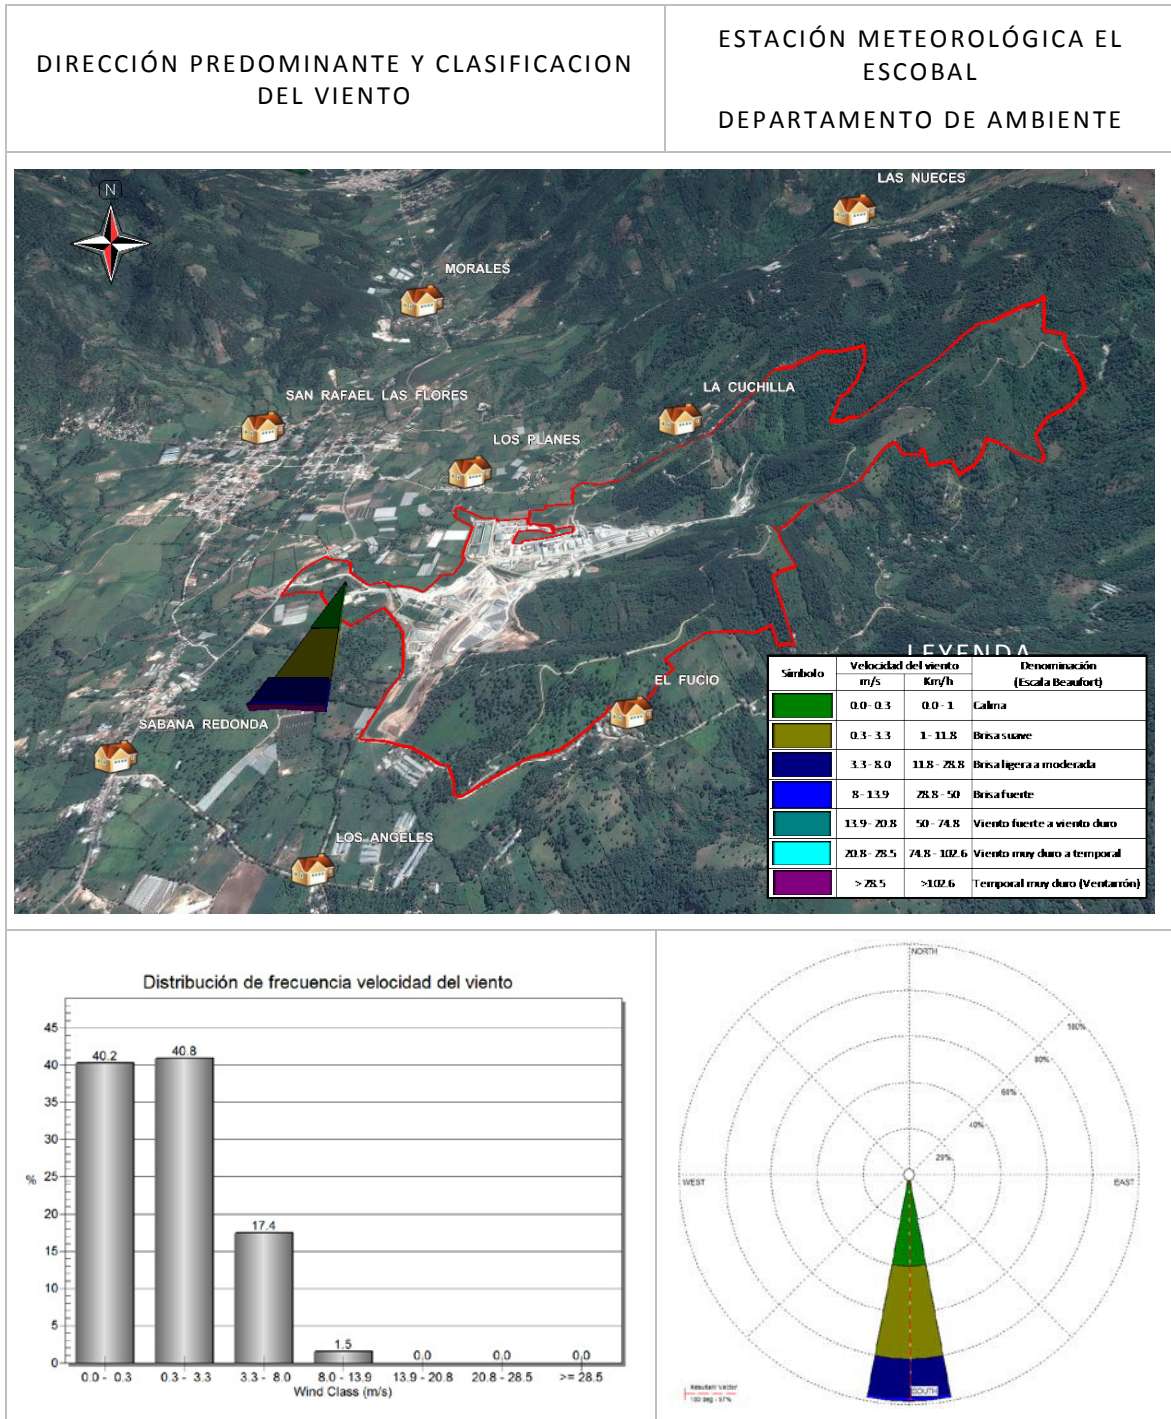 DIRECCIÓN PREDOMINANTE Y CLASIFICACION
DEL VIENTO
ESTACIÓN METEOROLÓGICA EL
ESCOBAL
DEPARTAMENTO DE AMBIENTE
N
LAS NUECES
MORALES
SAN RAFAEL LAS FLORES
LA CUCHILLA
LOS PLANES
EL FUCIO
SABANA REDONDA
LOS ANGELES
LEYENDA
Símbolo Velocidad del viento Denominación
m/s Km/h (Escala Beaufort)
0.0 - 0.3 0.0 - 1 Calma
0.3 - 3.3 1 - 11.8 Brisa suave
3.3 - 8.0 11.8 - 28.8 Brisa ligera a moderada
8 - 13.9 28.8 - 50 Brisa fuerte
13.9 - 20.8 50 - 74.8 Viento fuerte a viento duro
20.8 - 28.5 74.8 - 102.6 Viento muy duro a temporal
> 28.5 >102.6 Temporal muy duro (Ventarrón)
Distribución de frecuencia velocidad del viento
45
40
35
30
25
20
15
10
5
0
%
40.2
40.8
17.4
1.5
0.0
0.0
0.0
0.0 - 0.3 0.3 - 3.3 3.3 - 8.0 8.0 - 13.9 13.9 - 20.8 20.8 - 28.5 >= 28.5
Wind Class (m/s)
NORTH
100%
80%
60%
40%
20%
WEST
EAST
SOUTH
Resultant Vector
180 deg - 97%